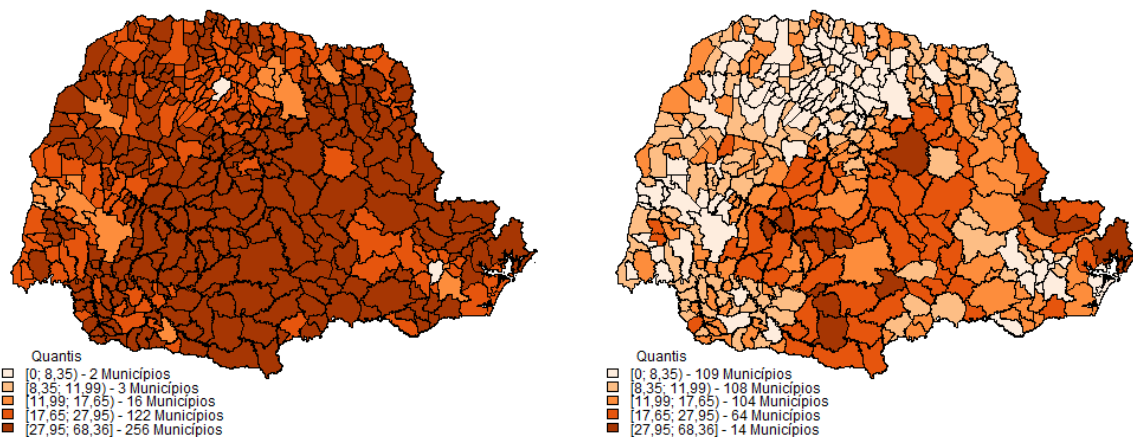 Quantis
[0; 8,35) - 2 Municípios
[8,35; 11,99) - 3 Municípios
[11,99; 17,65) - 16 Municípios
[17,65; 27,95) - 122 Municípios
[27,95; 68,36] - 256 Municípios
Quantis
[0; 8,35) - 109 Municípios
[8,35; 11,99) - 108 Municípios
[11,99; 17,65) - 104 Municípios
[17,65; 27,95) - 64 Municípios
[27,95; 68,36] - 14 Municípios